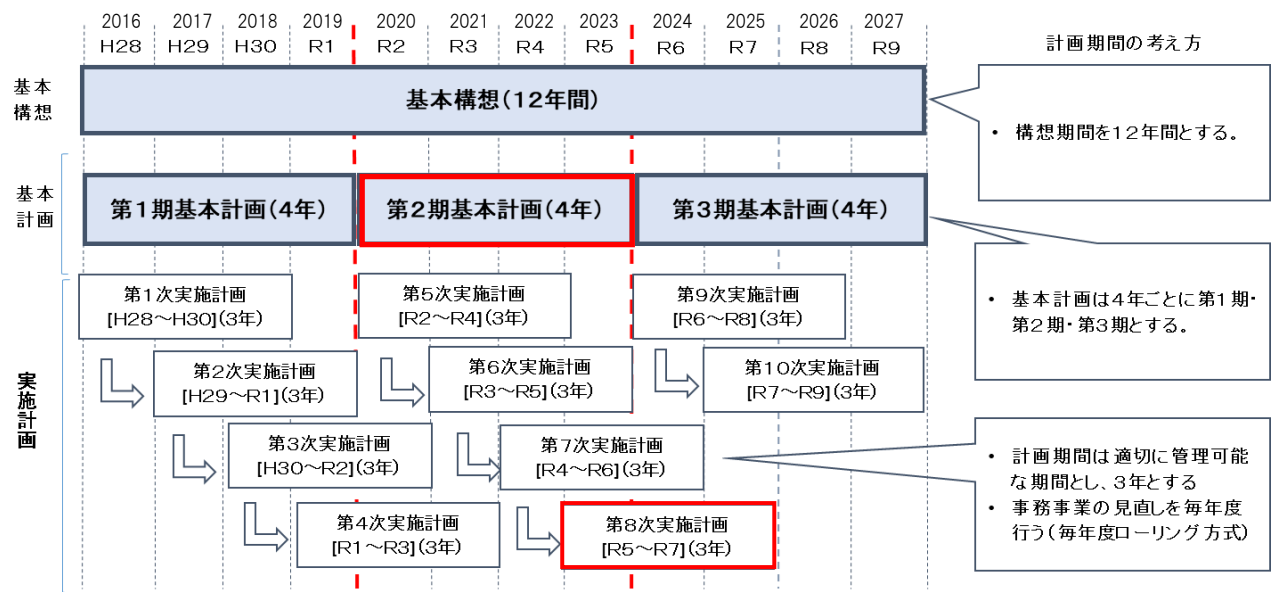 2016 2017 2018 2019 2020 2021 2022 2023 2024 2025 2026 2027
H28 H29 H30 R1 R2 R3 R4 R5 R6 R7 R8 R9
計画期間の考え方
基本
構想
基本構想(12年間)
• 構想期間を12年間とする。
基本
計画
第1期基本計画(4年)
第2期基本計画(4年)
第3期基本計画(4年)
• 基本計画は4年ごとに第1期・
第2期・第3期とする。
実施計画
第1次実施計画
[H28～H30](3年)
第5次実施計画
[R2～R4](3年)
第9次実施計画
[R6～R8](3年)
第2次実施計画
[H29～R1](3年)
第6次実施計画
[R3～R5](3年)
第10次実施計画
[R7～R9](3年)
第3次実施計画
[H30～R2](3年)
第7次実施計画
[R4～R6](3年)
第4次実施計画
[R1～R3](3年)
第8次実施計画
[R5～R7](3年)
• 計画期間は適切に管理可能
な期間とし、3年とする
• 事務事業の見直しを毎年度
行う(毎年度ローリング方式)